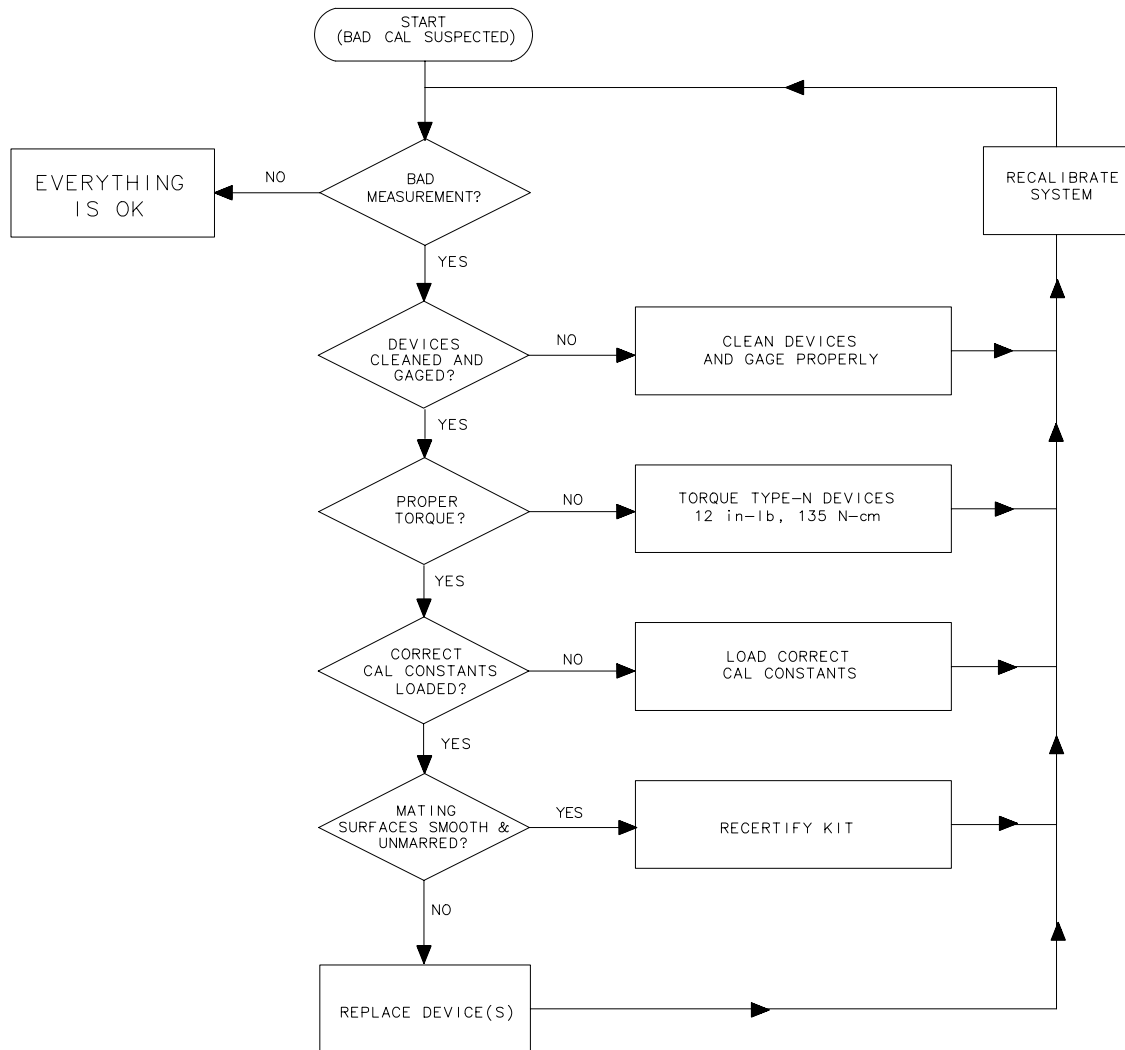 START
(BAD CAL SUSPECTED)
BAD
MEASUREMENT?
NO
EVERYTHING
IS OK
RECALIBRATE
SYSTEM
YES
DEVICES
CLEANED AND
GAGED?
NO
CLEAN DEVICES
AND GAGE PROPERLY
YES
PROPER
TORQUE?
NO
TORQUE TYPE-N DEVICES
12 in-lb, 135 N-cm
YES
CORRECT
CAL CONSTANTS
LOADED?
NO
LOAD CORRECT
CAL CONSTANTS
YES
MATING
SURFACES SMOOTH &
UNMARRED?
YES
RECERTIFY KIT
NO
REPLACE DEVICE(S)